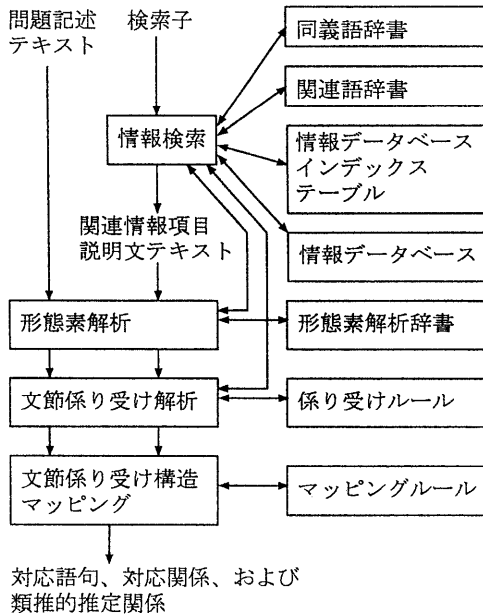 問題記述
テキスト
検索子
同義語辞書
関連語辞書
情報検索
情報データベース
インデックス
テーブル
関連情報項目
説明文テキスト
情報データベース
形態素解析
形態素解析辞書
文節係り受け解析
係り受けルール
文節係り受け構造
マッピング
マッピングルール
対応語句、対応関係、および
類推的推定関係